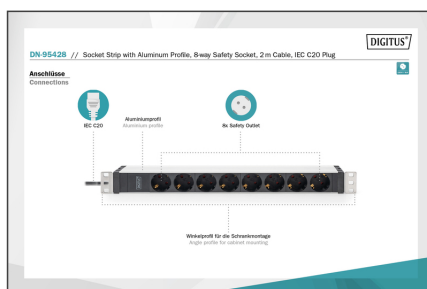 DIGITUS®
DN-95428 // Socket Strip with Aluminum Profile, 8-way Safety Socket, 2 m Cable, IEC C20 Plug
Anschlüsse
Connections
IEC C20
Aluminiumprofil
Aluminium profile
8x Safety Outlet
Winkelprofil für die Schrankmontage
Angle profile for cabinet mounting